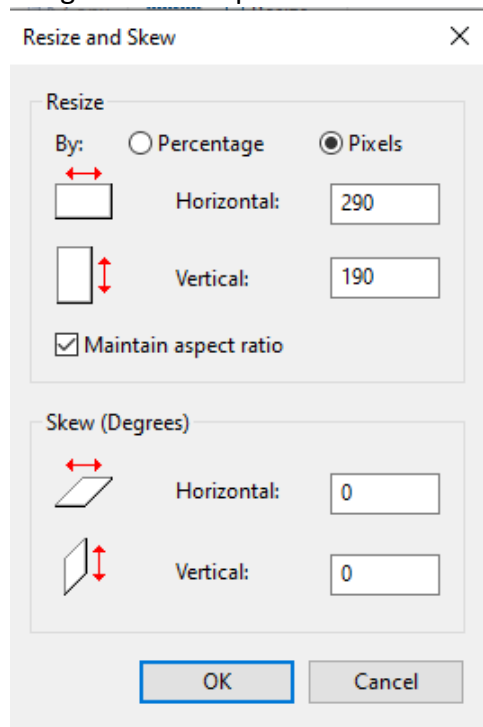 Resize and Skew
Resize
By: Percentage Pixels
Horizontal: 290
Vertical: 190
Maintain aspect ratio
Skew (Degrees)
Horizontal: 0
Vertical: 0
OK Cancel